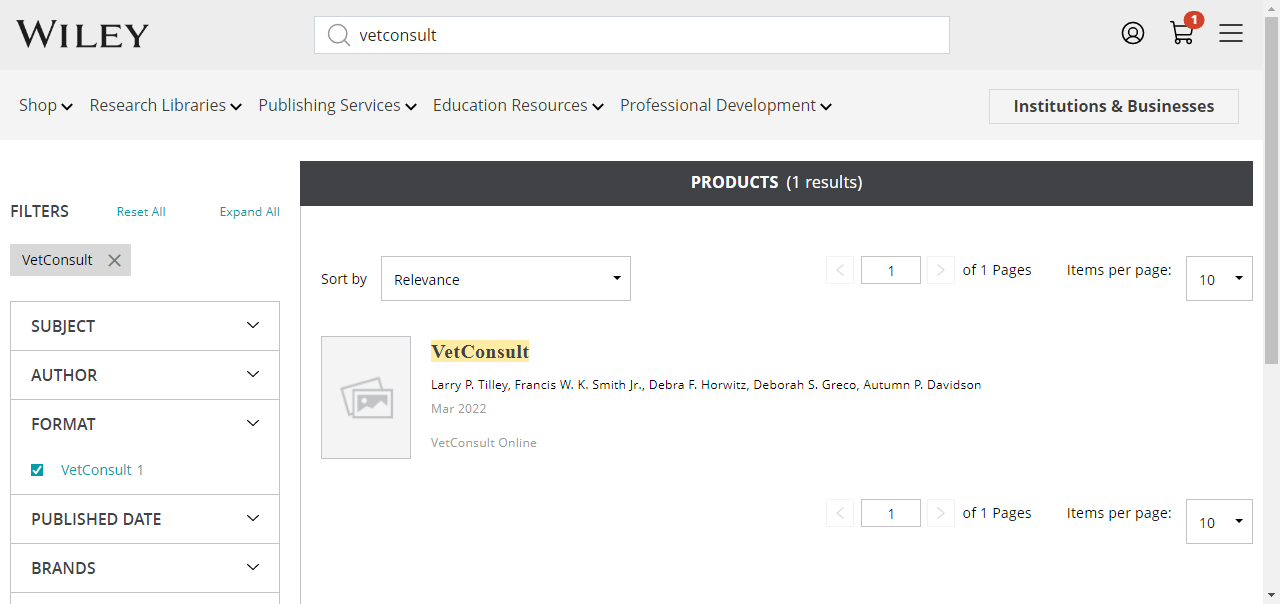 WILEY
vetconsult
1
Shop
Research Libraries
Publishing Services
Education Resources
Professional Development
Institutions & Businesses
PRODUCTS (1 results)
FILTERS
Reset All
Expand All
VetConsult
SUBJECT
AUTHOR
FORMAT
VetConsult 1
PUBLISHED DATE
BRANDS
Sort by
Relevance
1
of 1 Pages
Items per page:
10
VetConsult
Larry P. Tilley, Francis W. K. Smith Jr., Debra F. Horwitz, Deborah S. Greco, Autumn P. Davidson
Mar 2022
VetConsult Online
1
of 1 Pages
Items per page:
10